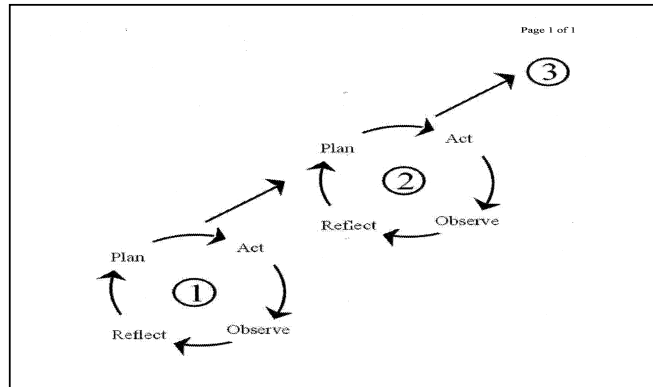 Page 1 of 1
3
Plan
Act
2
Reflect
Observe
Plan
Act
1
Reflect
Observe